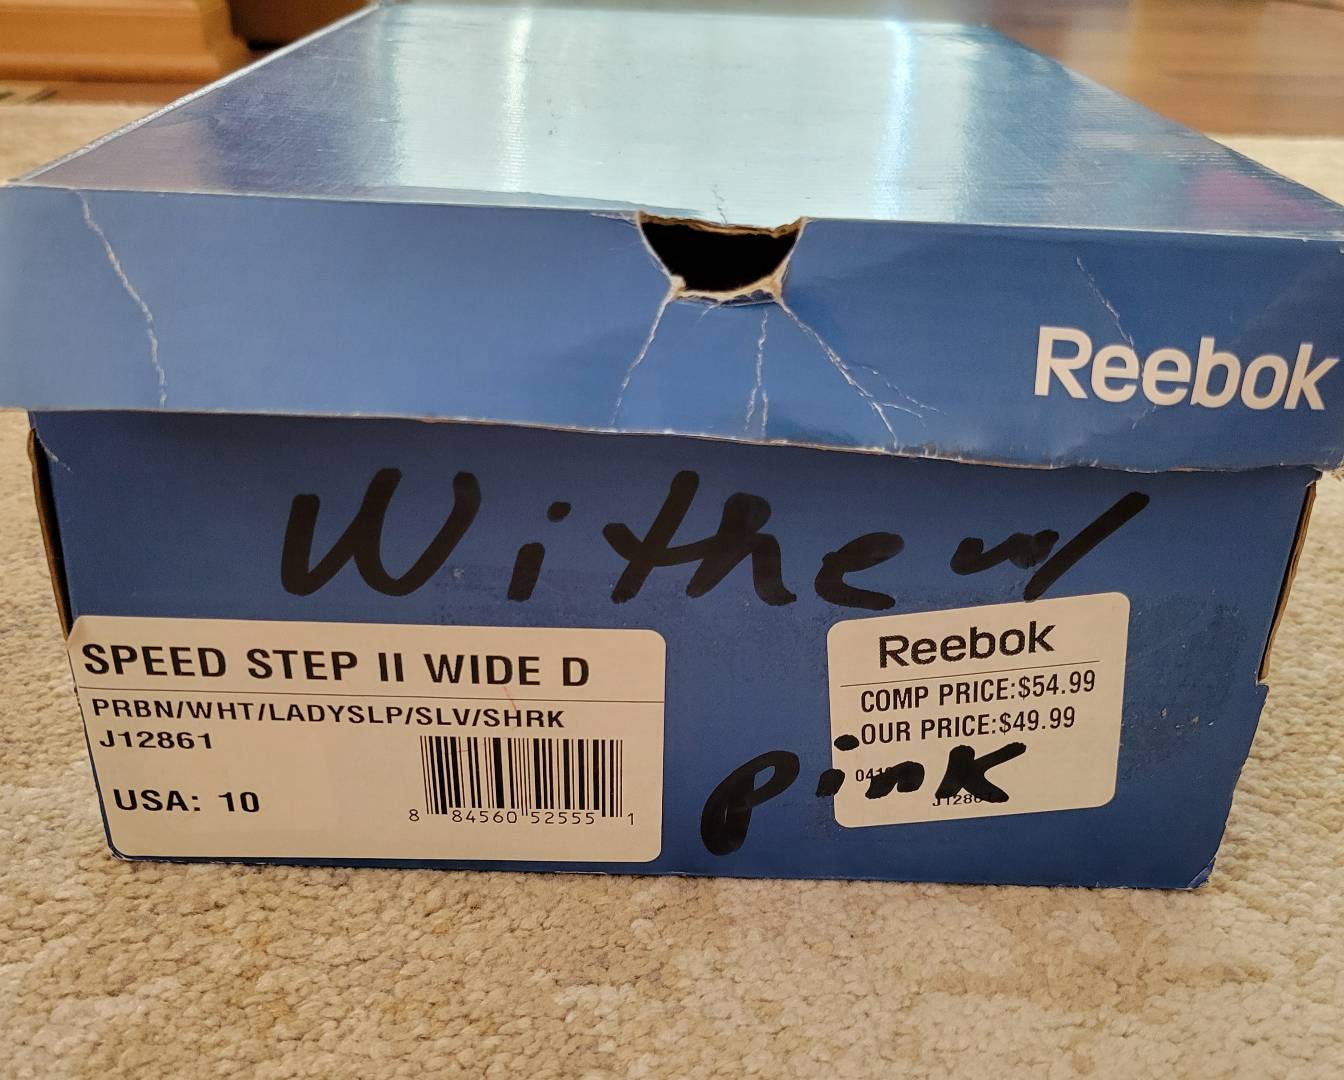 Reebok
SPEED STEP II WIDE D
PRBN/WHT/LADYSLP/SLV/SHRK
J12861
USA: 10
8 84560 52555 1
Reebok
COMP PRICE:$54.99
OUR PRICE:$49.99
pink